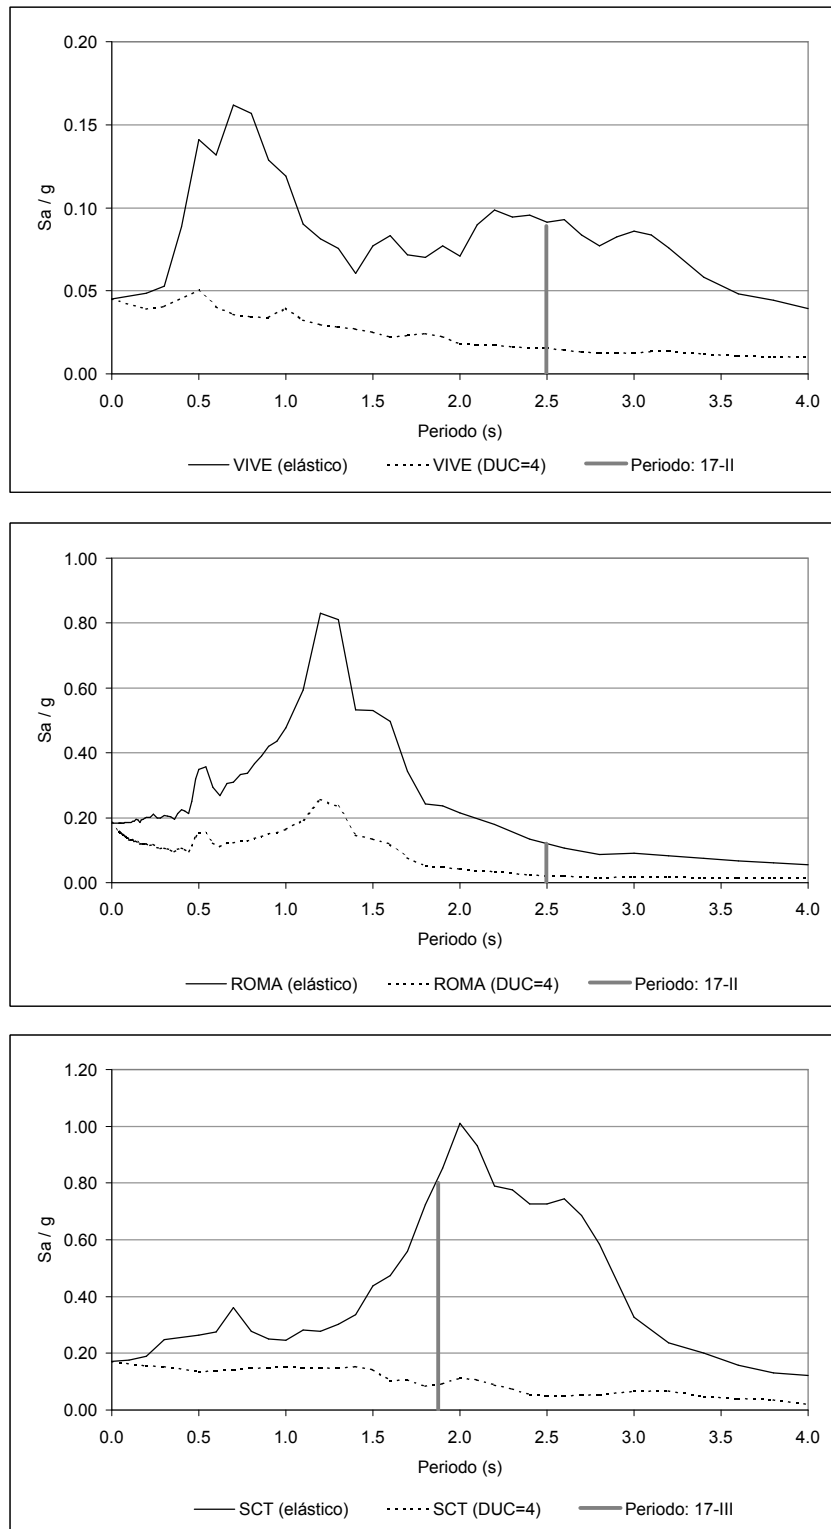 0.20
0.15
0.10
0.05
0.00
Sa / g
0.0 0.5 1.0 1.5 2.0 2.5 3.0 3.5 4.0
Periodo (s)
VIVE (elástico) VIVE (DUC=4) Periodo: 17-II
1.00
0.80
0.60
0.40
0.20
0.00
Sa / g
0.0 0.5 1.0 1.5 2.0 2.5 3.0 3.5 4.0
Periodo (s)
ROMA (elástico) ROMA (DUC=4) Periodo: 17-II
1.20
1.00
0.80
0.60
0.40
0.20
0.00
Sa / g
0.0 0.5 1.0 1.5 2.0 2.5 3.0 3.5 4.0
Periodo (s)
SCT (elástico) SCT (DUC=4) Periodo: 17-III